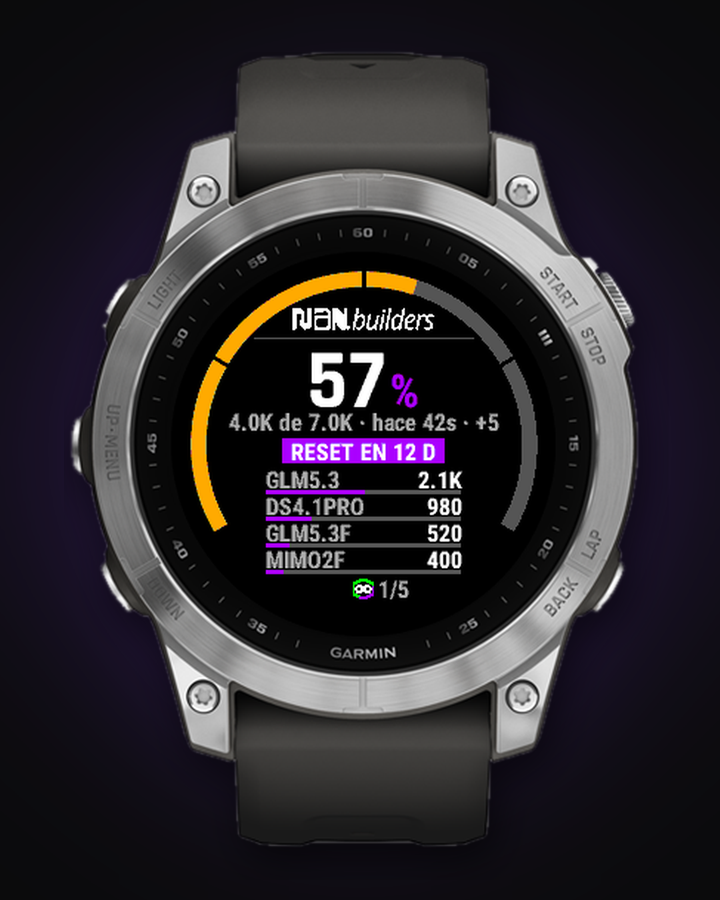 60
55
05
LIGHT
START
50
STOP
NaN.builders
57%
4.0K de 7.0K · hace 42s · +5
UP·MENU
45
15
RESET EN 12 D
GLM5.3 2.1K
DS4.1PRO 980
GLM5.3F 520
MIMO2F 400
40
20
LAP
1/5
DOWN
BACK
35
25
GARMIN